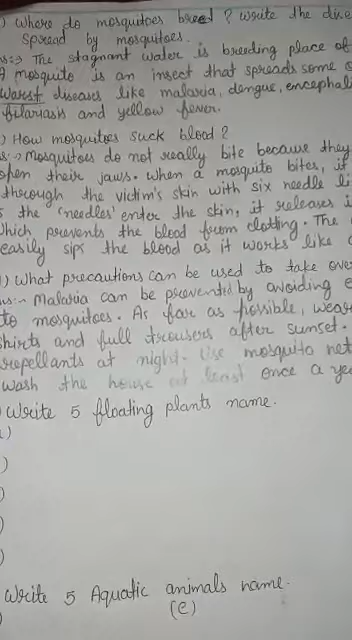 ) Where do mosquitoes breed ? write the dise
spread by mosquitoes.
ns:-> The stagnant water is breeding place of
A mosquito is an insect that spreads some o
worst diseases like malaria, dengue, encephali
filariasis and yellow fever.
) How mosquitoes suck blood ?
ns:-> Mosquitoes do not really bite because they
open their jaws. when a mosquito bites, it
through the victim's skin with six needle li
s the 'needles' enter the skin, it releases
which prevents the blood from clotting. The
easily sips the blood as it works like
) What precautions can be used to take over
ns:- Malaria can be prevented by avoiding e
to mosquitoes. As far as possible, wear
shirts and full trousers after sunset.
repellants at night. Use mosquito net
wash the house at least once a yea
) Write 5 floating plants name.
)
)
)
)
)
Write 5 Aquatic animals name.
)
(C)